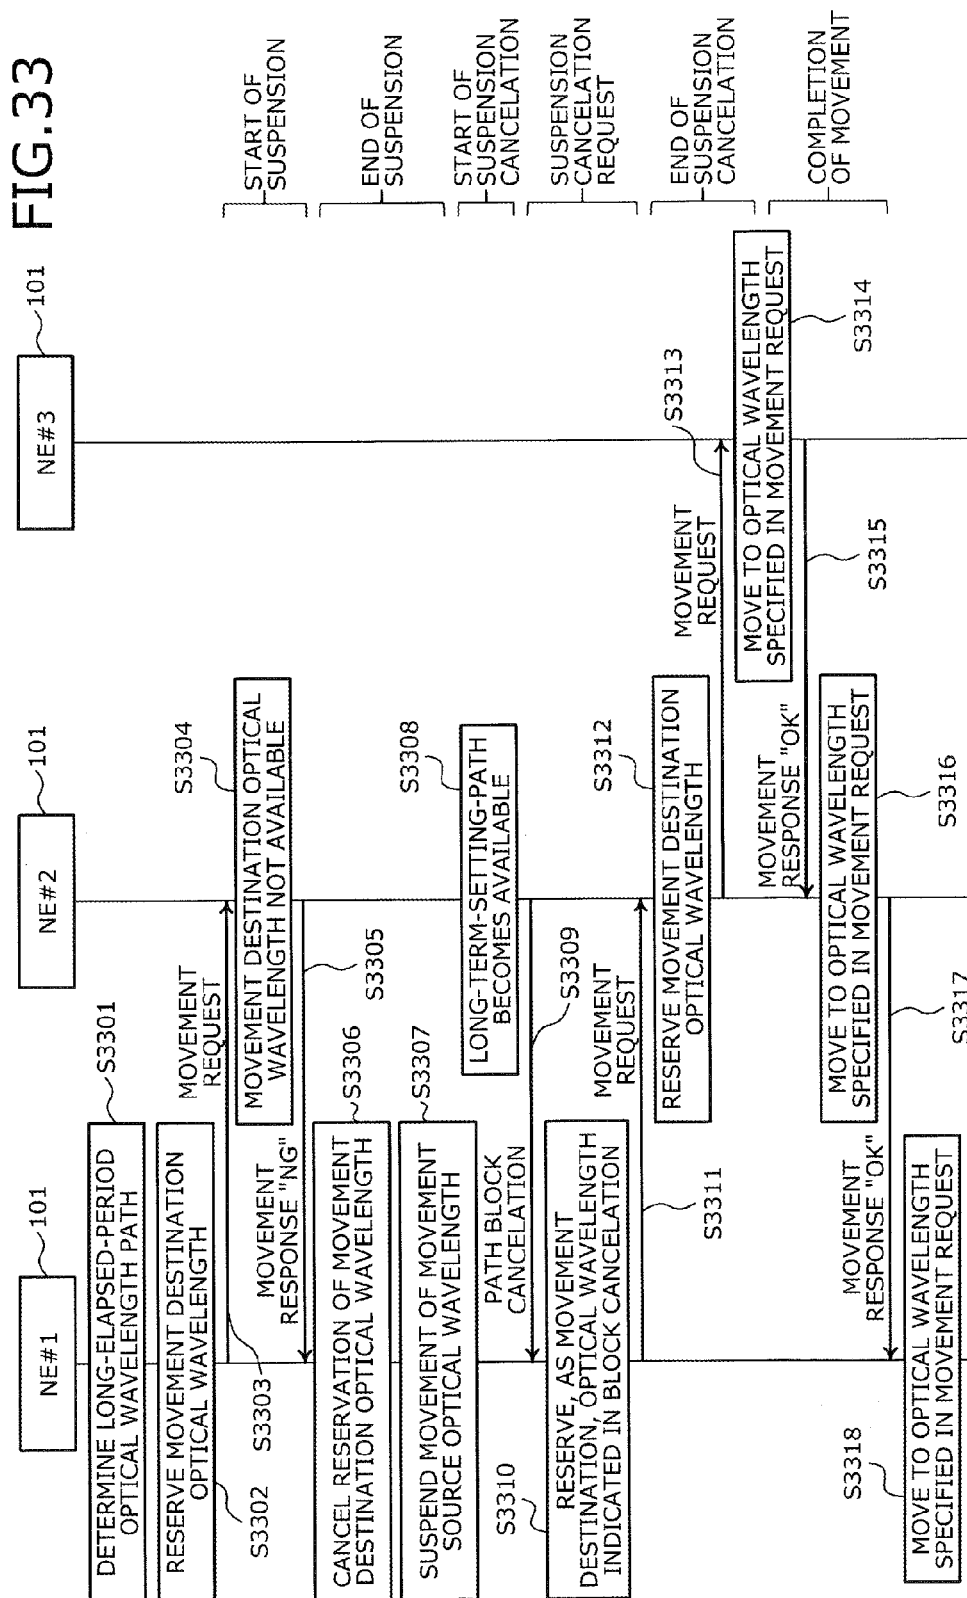 FIG.33
NE#1
101
NE#2
101
NE#3
101
DETERMINE LONG-ELAPSED-PERIOD
OPTICAL WAVELENGTH PATH
S3301
RESERVE MOVEMENT DESTINATION
OPTICAL WAVELENGTH
S3302
MOVEMENT
REQUEST
S3303
MOVEMENT DESTINATION OPTICAL
WAVELENGTH NOT AVAILABLE
S3304
START OF
SUSPENSION
MOVEMENT
RESPONSE "NG"
S3305
CANCEL RESERVATION OF MOVEMENT
DESTINATION OPTICAL WAVELENGTH
S3306
END OF
SUSPENSION
SUSPEND MOVEMENT OF MOVEMENT
SOURCE OPTICAL WAVELENGTH
S3307
LONG-TERM-SETTING-PATH
BECOMES AVAILABLE
S3308
START OF
SUSPENSION
CANCELATION
PATH BLOCK
CANCELATION
S3309
RESERVE, AS MOVEMENT
DESTINATION, OPTICAL WAVELENGTH
INDICATED IN BLOCK CANCELATION
S3310
SUSPENSION
CANCELATION
REQUEST
MOVEMENT
REQUEST
S3311
RESERVE MOVEMENT DESTINATION
OPTICAL WAVELENGTH
S3312
MOVEMENT
REQUEST
S3313
END OF
SUSPENSION
CANCELATION
MOVE TO OPTICAL WAVELENGTH
SPECIFIED IN MOVEMENT REQUEST
S3314
MOVEMENT
RESPONSE "OK"
S3315
COMPLETION
OF MOVEMENT
MOVE TO OPTICAL WAVELENGTH
SPECIFIED IN MOVEMENT REQUEST
S3316
MOVEMENT
RESPONSE "OK"
S3317
MOVE TO OPTICAL WAVELENGTH
SPECIFIED IN MOVEMENT REQUEST
S3318